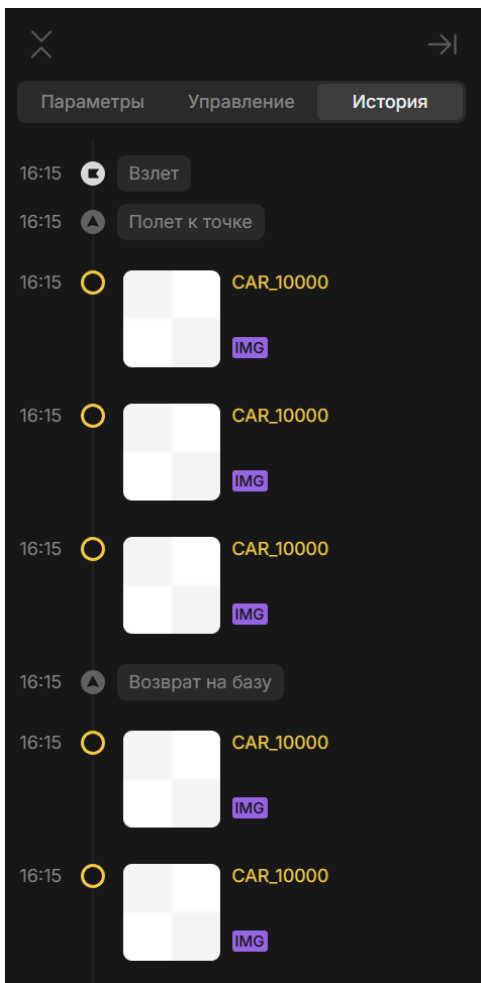 Параметры Управление История
16:15 Взлет
16:15 Полет к точке
16:15 CAR_10000
IMG
16:15 CAR_10000
IMG
16:15 CAR_10000
IMG
16:15 Возврат на базу
16:15 CAR_10000
IMG
16:15 CAR_10000
IMG